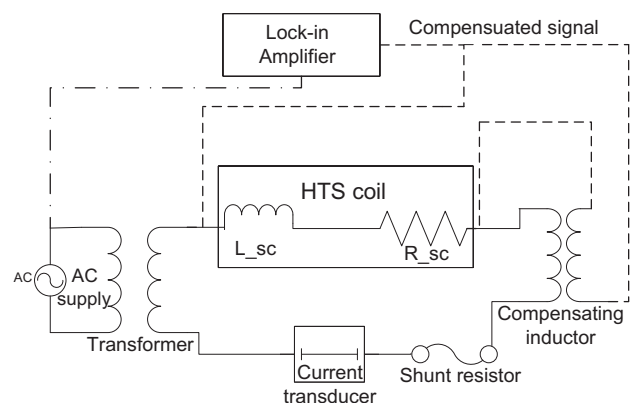 Lock-in
Amplifier
Compensuated signal
HTS coil
L_sc
R_sc
AC
AC
supply
Transformer
Current
transducer
Shunt resistor
Compensating
inductor